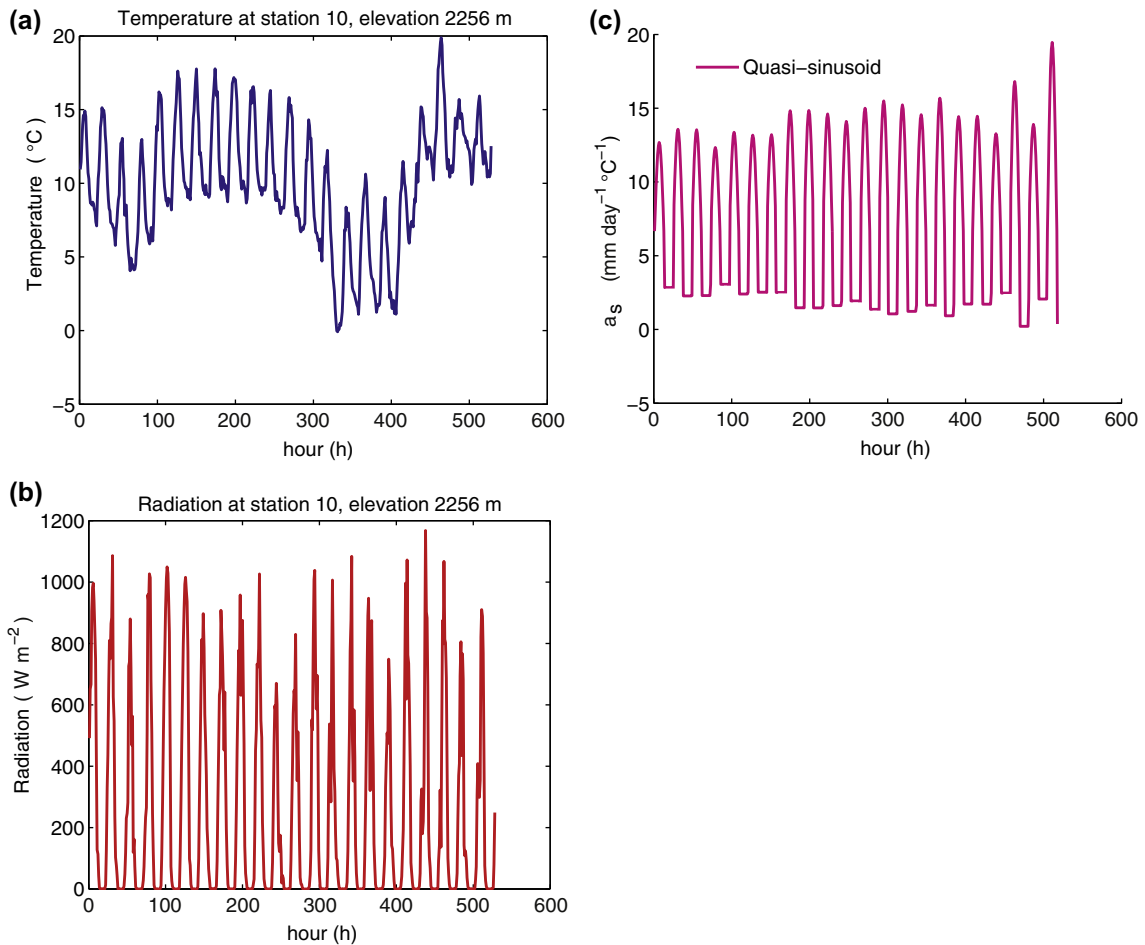 (a)
Temperature at station 10, elevation 2256 m
20
15
10
5
0
−5
0 100 200 300 400 500 600
Temperature ( °C)
hour (h)
(c)
20
15
10
5
0
−5
0 100 200 300 400 500 600
Quasi−sinusoid
a_s (mm day⁻¹ °C⁻¹)
hour (h)
(b)
Radiation at station 10, elevation 2256 m
1200
1000
800
600
400
200
0
0 100 200 300 400 500 600
Radiation ( W m⁻²)
hour (h)